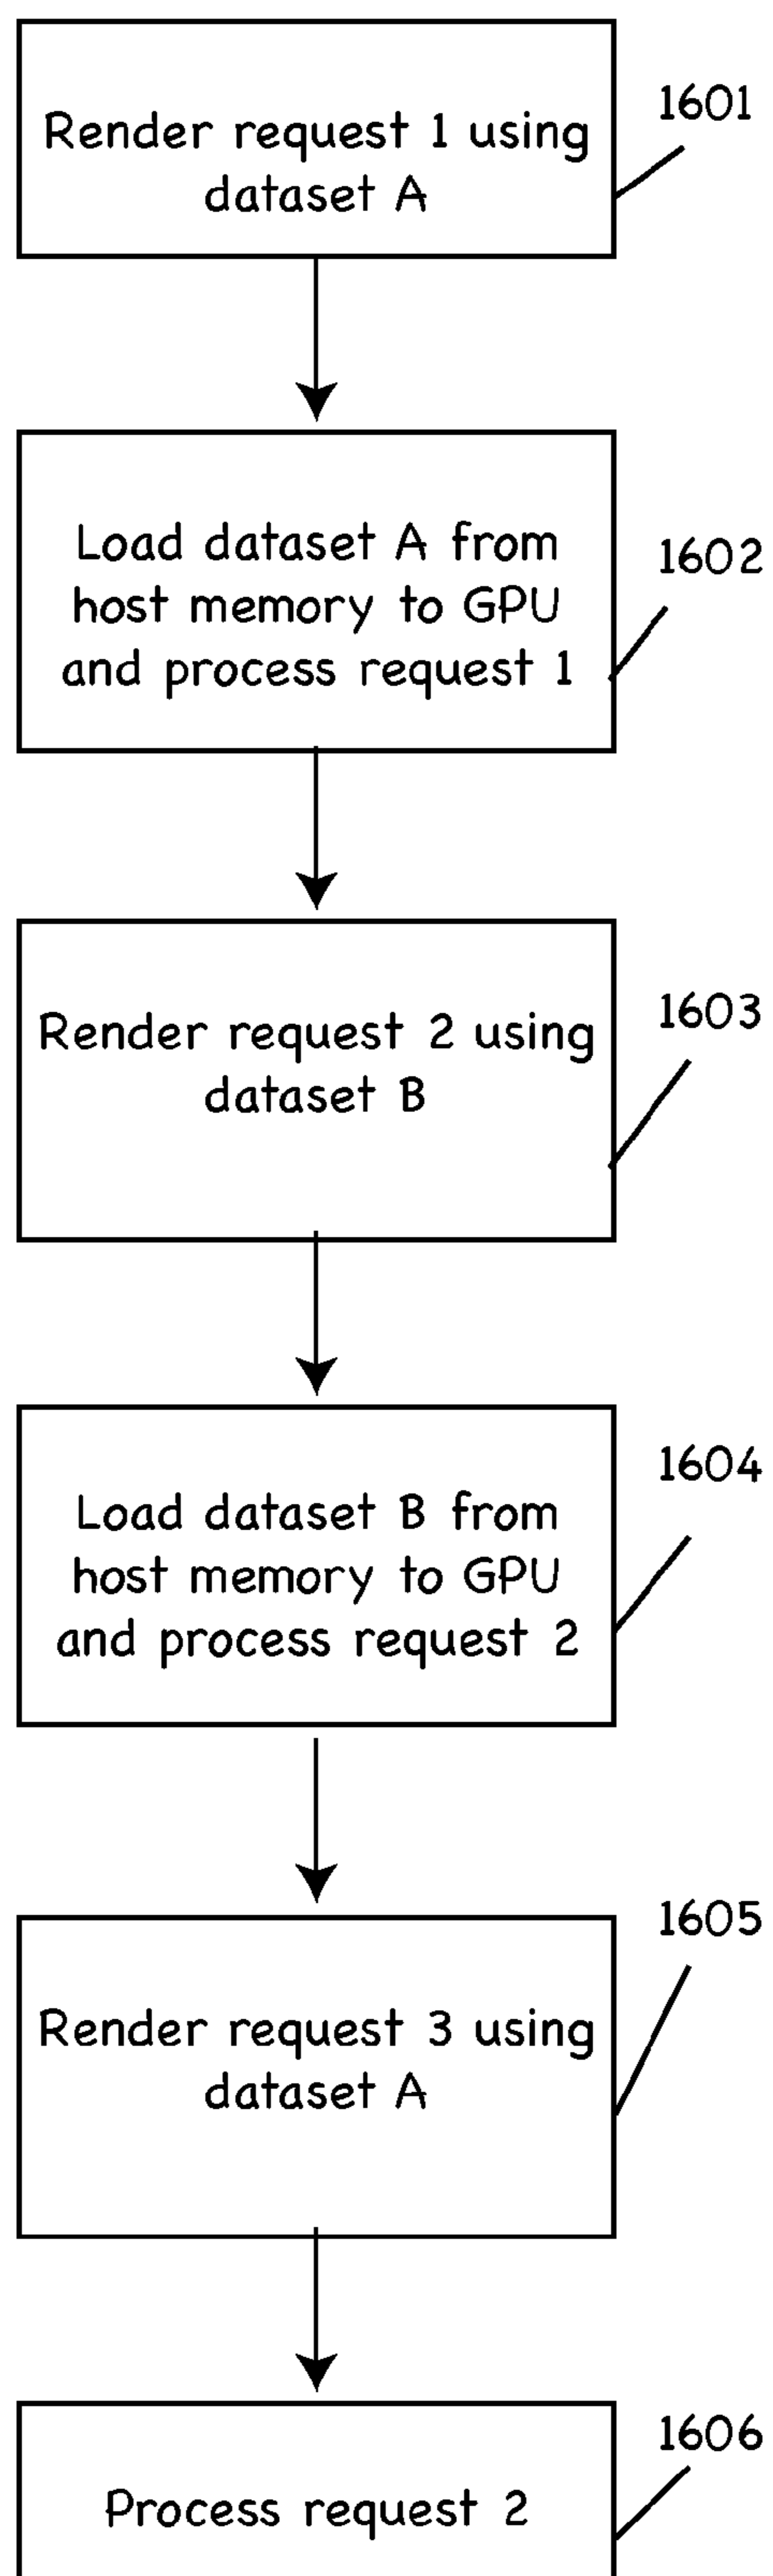 Render request 1 using
dataset A
1601
Load dataset A from
host memory to GPU
and process request 1
1602
Render request 2 using
dataset B
1603
Load dataset B from
host memory to GPU
and process request 2
1604
Render request 3 using
dataset A
1605
Process request 2
1606